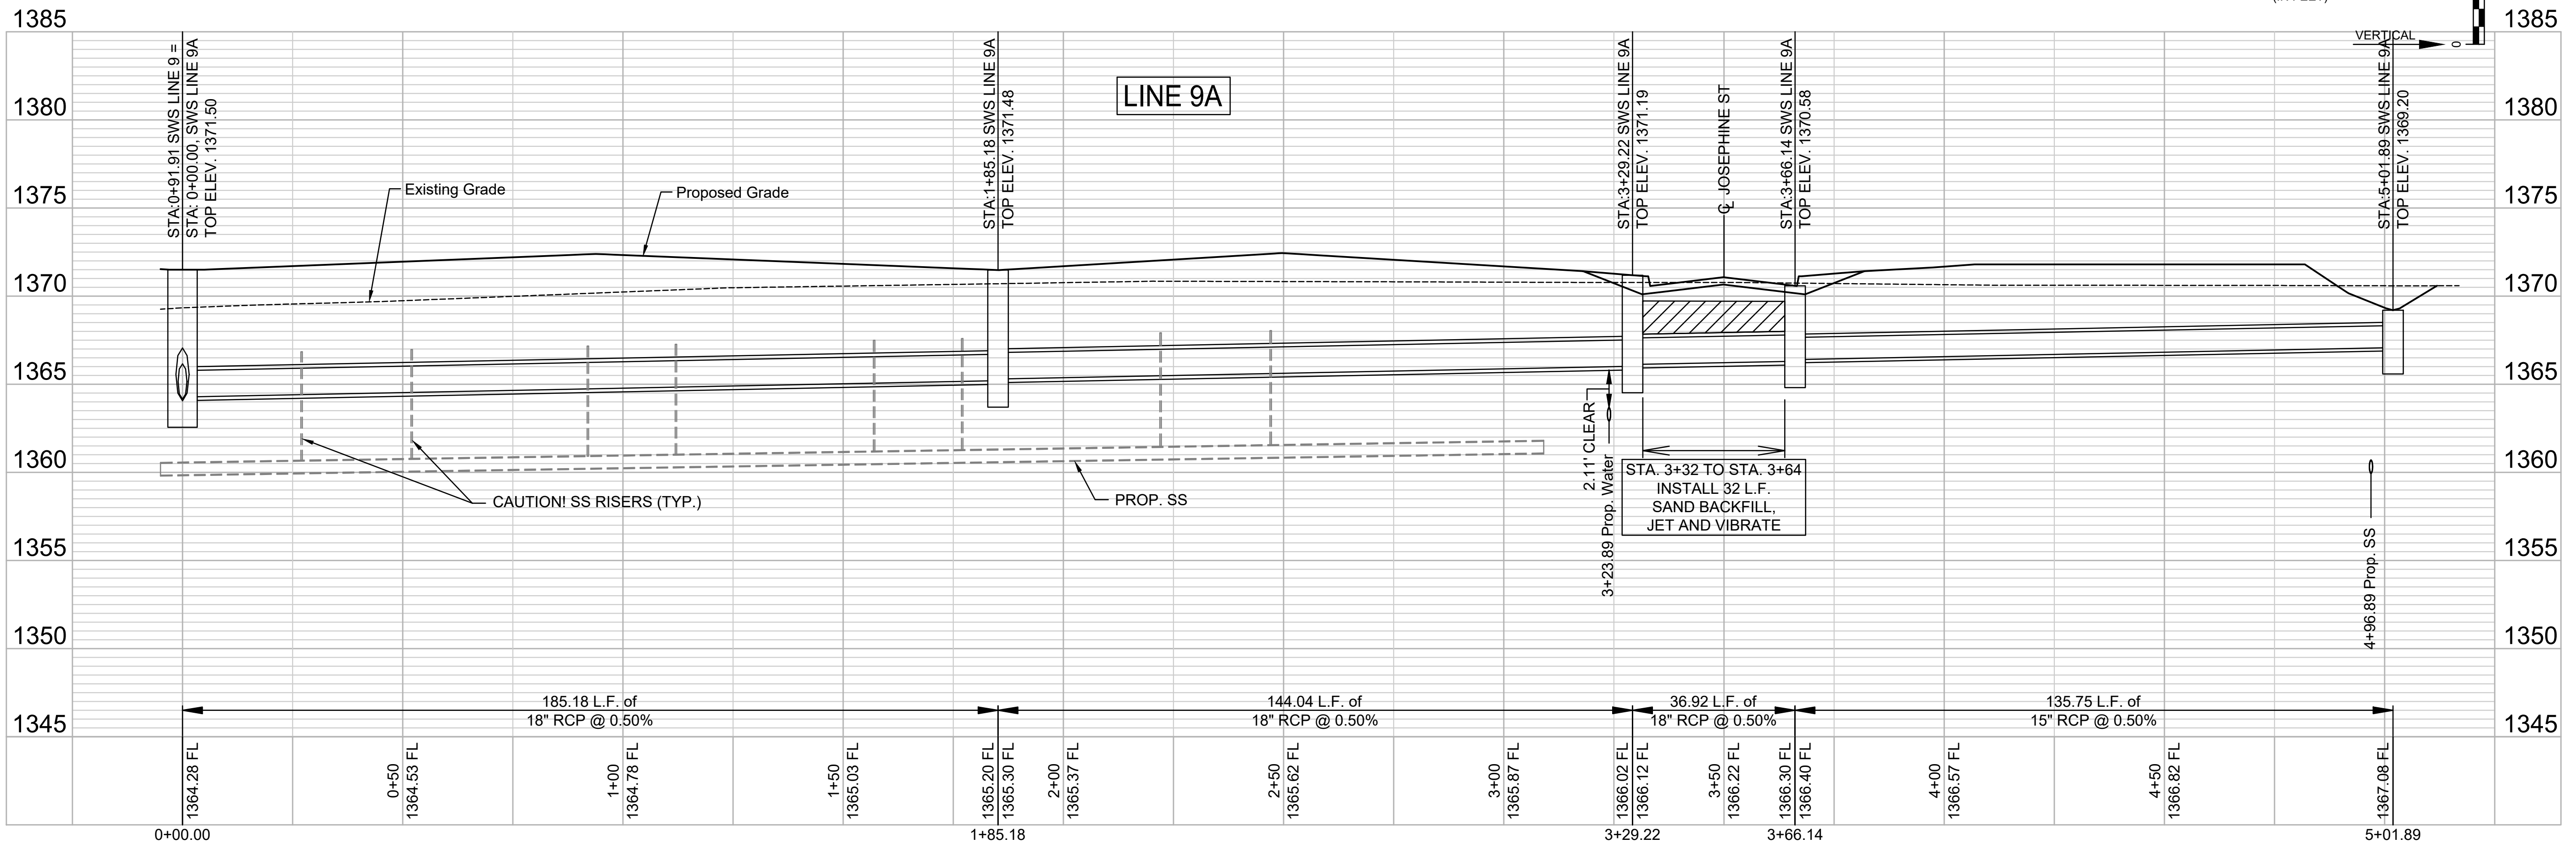 1385
1380
1375
1370
1365
1360
1355
1350
1345
1385
1380
1375
1370
1365
1360
1355
1350
1345
VERTICAL
0
LINE 9A
STA:0+91.91 SWS LINE 9 =
STA: 0+00.00, SWS LINE 9A
TOP ELEV. 1371.50
STA:1+85.18 SWS LINE 9A
TOP ELEV. 1371.48
STA:3+29.22 SWS LINE 9A
TOP ELEV. 1371.19
℄ JOSEPHINE ST
STA:3+66.14 SWS LINE 9A
TOP ELEV. 1370.58
STA:5+01.89 SWS LINE 9A
TOP ELEV. 1369.20
Existing Grade
Proposed Grade
CAUTION! SS RISERS (TYP.)
PROP. SS
2.11' CLEAR
3+23.89 Prop. Water
STA. 3+32 TO STA. 3+64
INSTALL 32 L.F.
SAND BACKFILL,
JET AND VIBRATE
4+96.89 Prop. SS
185.18 L.F. of
18" RCP @ 0.50%
144.04 L.F. of
18" RCP @ 0.50%
36.92 L.F. of
18" RCP @ 0.50%
135.75 L.F. of
15" RCP @ 0.50%
1364.28 FL
0+50
1364.53 FL
1+00
1364.78 FL
1+50
1365.03 FL
1365.20 FL
1365.30 FL
2+00
1365.37 FL
2+50
1365.62 FL
3+00
1365.87 FL
1366.02 FL
1366.12 FL
3+50
1366.22 FL
1366.30 FL
1366.40 FL
4+00
1366.57 FL
4+50
1366.82 FL
1367.08 FL
0+00.00
1+85.18
3+29.22
3+66.14
5+01.89